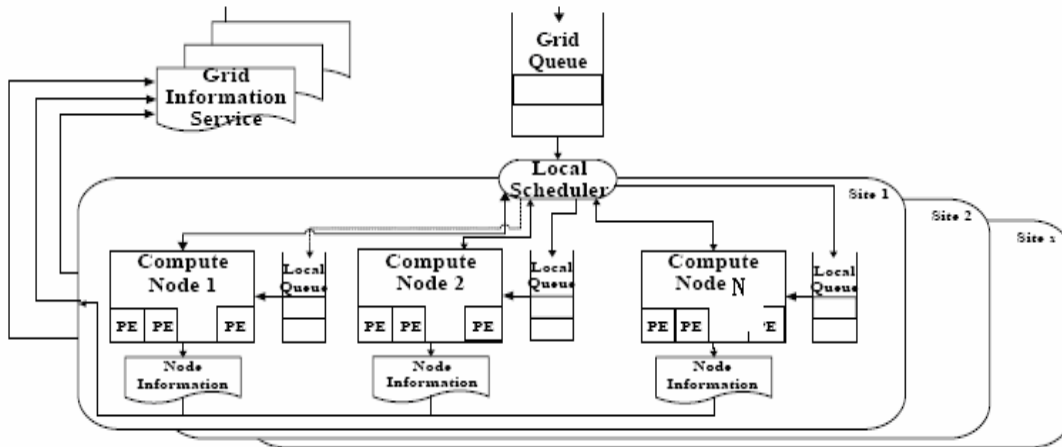 Grid
Information
Service
Grid
Queue
Local
Scheduler
Site 1
Site 2
Site x
Compute
Node 1
Local
Queue
PE PE PE
Node
Information
Compute
Node 2
Local
Queue
PE PE PE
Node
Information
Compute
Node N
Local
Queue
PE PE PE
Node
Information